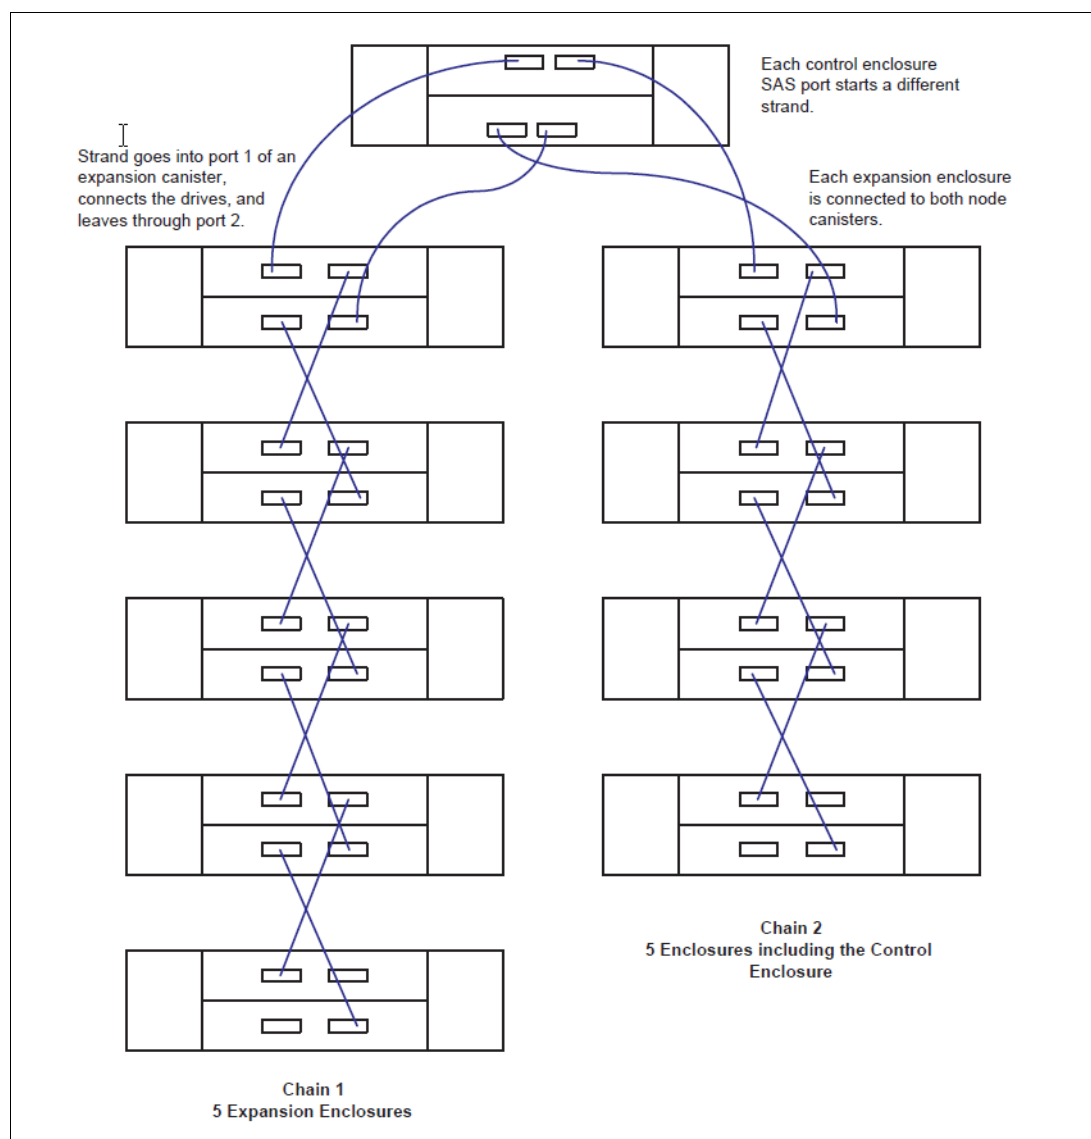 Each control enclosure
SAS port starts a different
strand.
Strand goes into port 1 of an
expansion canister,
connects the drives, and
leaves through port 2.
Each expansion enclosure
is connected to both node
canisters.
Chain 2
5 Enclosures including the Control
Enclosure
Chain 1
5 Expansion Enclosures